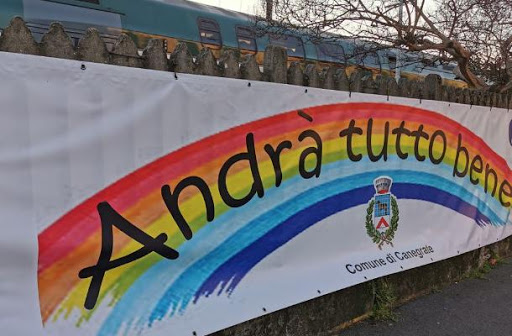 Andrà tutto bene
Comune di Canegrate